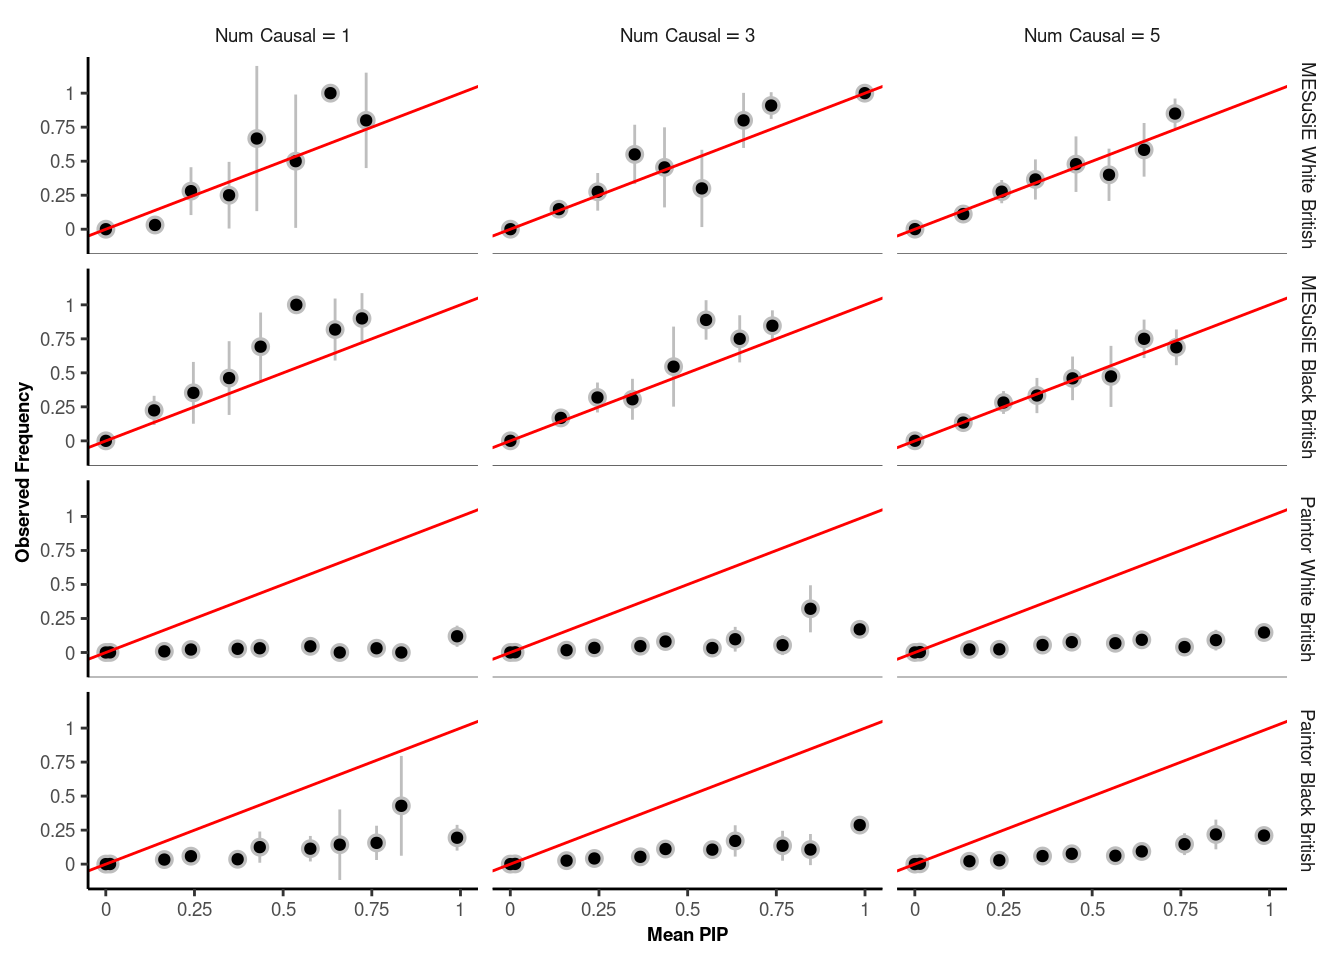 Num Causal = 1
Num Causal = 3
Num Causal = 5
1
0.75
0.5
0.25
0
MESuSiE White British
1
0.75
0.5
0.25
0
MESuSiE Black British
Observed Frequency
1
0.75
0.5
0.25
0
Paintor White British
1
0.75
0.5
0.25
0
Paintor Black British
0 0.25 0.5 0.75 1
0 0.25 0.5 0.75 1
0 0.25 0.5 0.75 1
Mean PIP